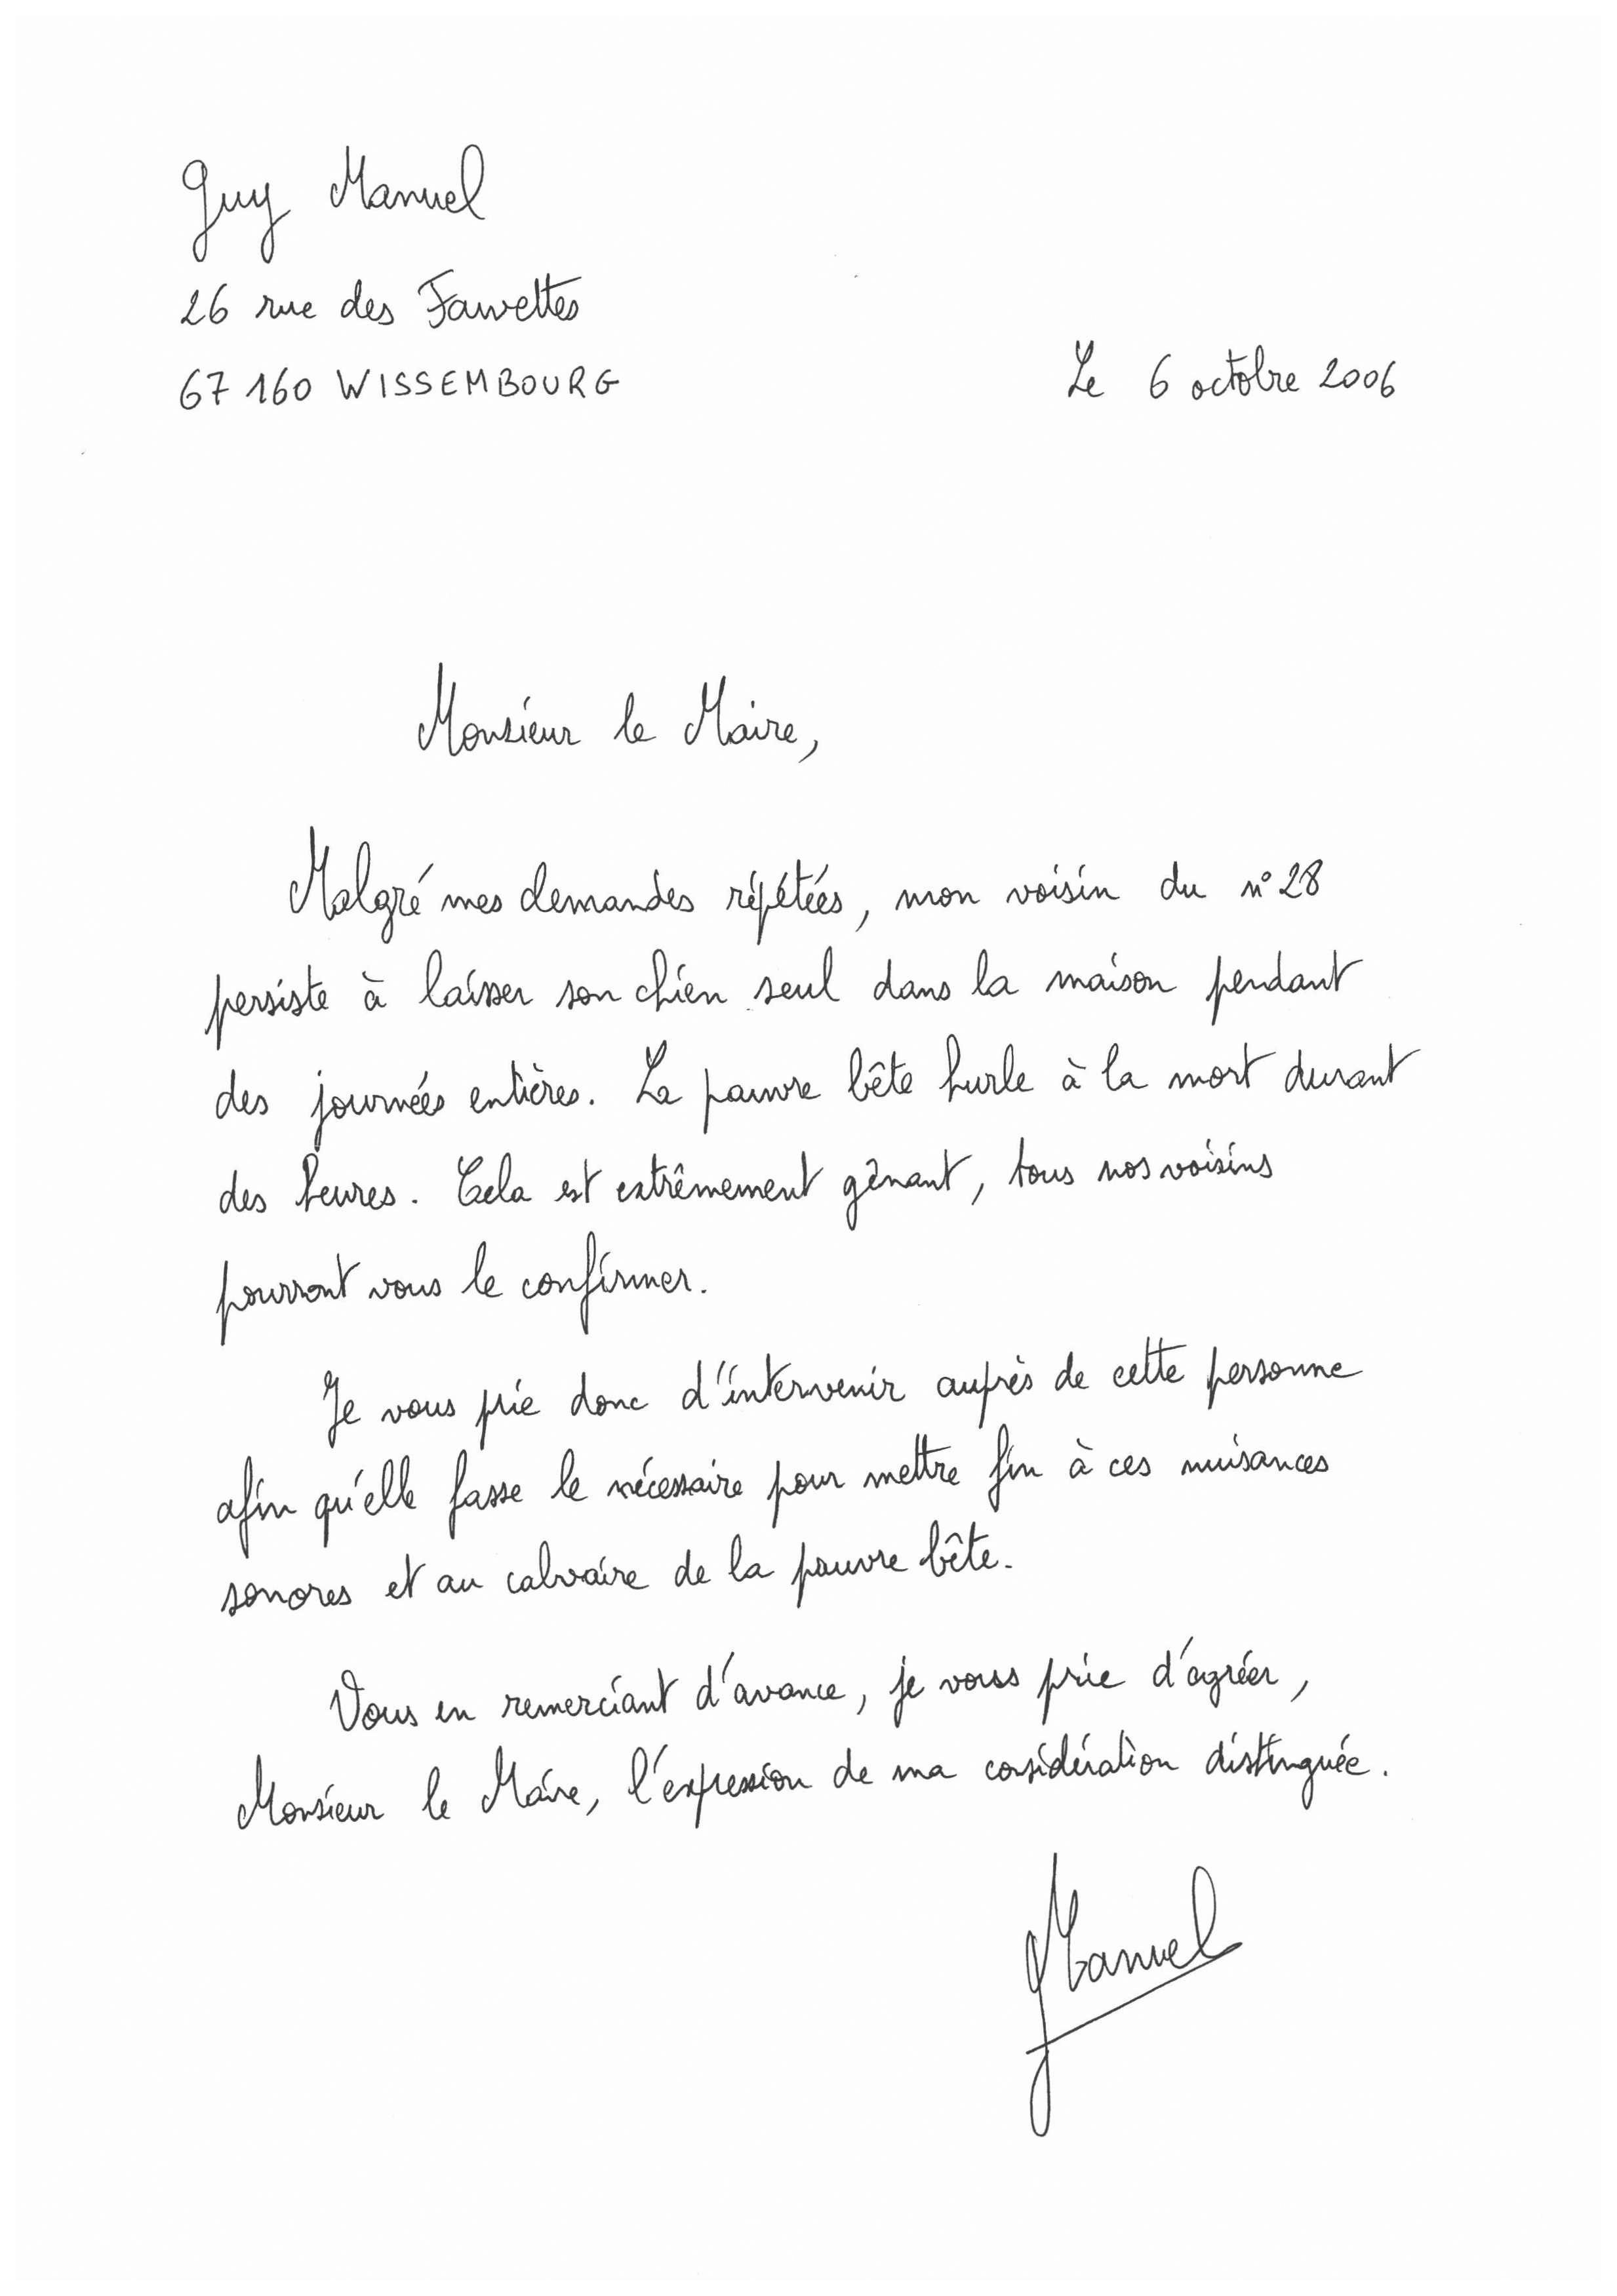 Guy Manuel
26 rue des Fauvettes
67 160 WISSEMBOURG
Le 6 octobre 2006
Monsieur le Maire,
Malgré mes demandes répétées, mon voisin du n° 28
persiste à laisser son chien seul dans la maison pendant
des journées entières. La pauvre bête hurle à la mort durant
des heures. Cela est extrêmement gênant, tous nos voisins
pourront vous le confirmer.
Je vous prie donc d'intervenir auprès de cette personne
afin qu'elle fasse le nécessaire pour mettre fin à ces nuisances
sonores et au calvaire de la pauvre bête.
Vous en remerciant d'avance, je vous prie d'agréer,
Monsieur le Maire, l'expression de ma considération distinguée.
Manuel